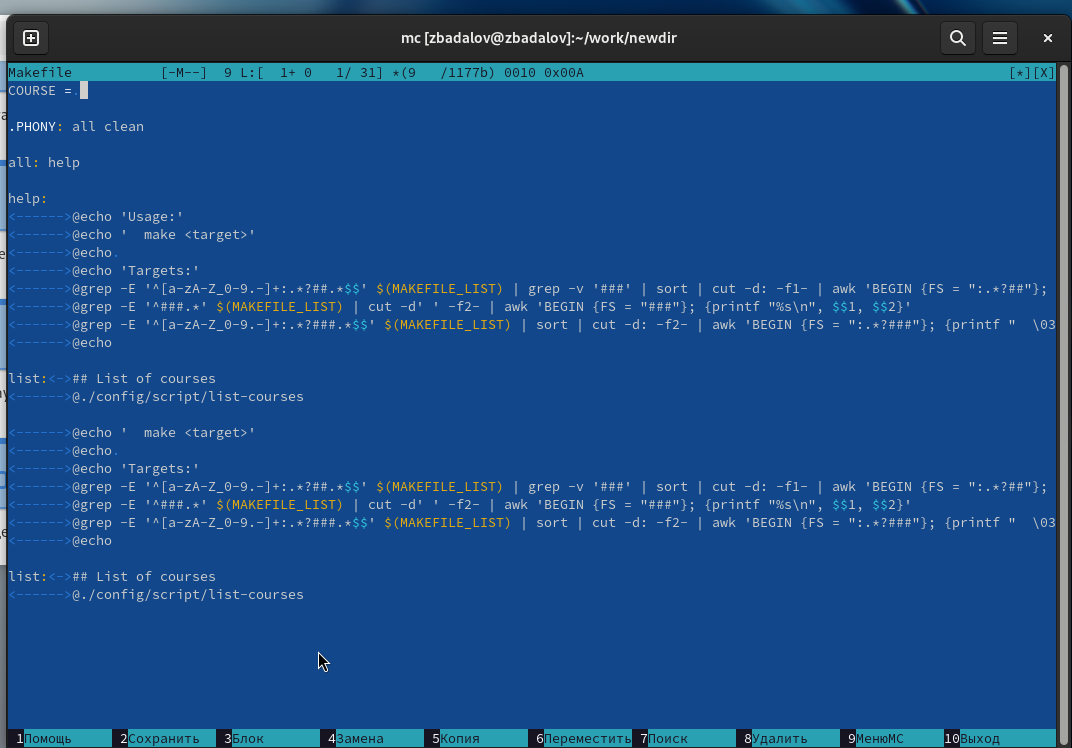 mc [zbadalov@zbadalov]:~/work/newdir
Makefile [-M--] 9 L:[ 1+ 0 1/ 31] *(9 /1177b) 0010 0x00A [*][X]
COURSE =.
.PHONY: all clean
all: help
help:
<------>@echo 'Usage:'
<------>@echo '  make <target>'
<------>@echo.
<------>@echo 'Targets:'
<------>@grep -E '^[a-zA-Z_0-9.-]+:.*?##.*$$' $(MAKEFILE_LIST) | grep -v '###' | sort | cut -d: -f1- | awk 'BEGIN {FS = ":.*?##"};
<------>@grep -E '^###.*' $(MAKEFILE_LIST) | cut -d' ' -f2- | awk 'BEGIN {FS = "###"}; {printf "%s\n", $$1, $$2}'
<------>@grep -E '^[a-zA-Z_0-9.-]+:.*?###.*$$' $(MAKEFILE_LIST) | sort | cut -d: -f2- | awk 'BEGIN {FS = ":.*?###"}; {printf "  \03
<------>@echo
list:<->## List of courses
<------>@./config/script/list-courses
<------>@echo '  make <target>'
<------>@echo.
<------>@echo 'Targets:'
<------>@grep -E '^[a-zA-Z_0-9.-]+:.*?##.*$$' $(MAKEFILE_LIST) | grep -v '###' | sort | cut -d: -f1- | awk 'BEGIN {FS = ":.*?##"};
<------>@grep -E '^###.*' $(MAKEFILE_LIST) | cut -d' ' -f2- | awk 'BEGIN {FS = "###"}; {printf "%s\n", $$1, $$2}'
<------>@grep -E '^[a-zA-Z_0-9.-]+:.*?###.*$$' $(MAKEFILE_LIST) | sort | cut -d: -f2- | awk 'BEGIN {FS = ":.*?###"}; {printf "  \03
<------>@echo
list:<->## List of courses
<------>@./config/script/list-courses
1Помощь 2Сохранить 3Блок 4Замена 5Копия 6Переместить 7Поиск 8Удалить 9МенюMC 10Выход